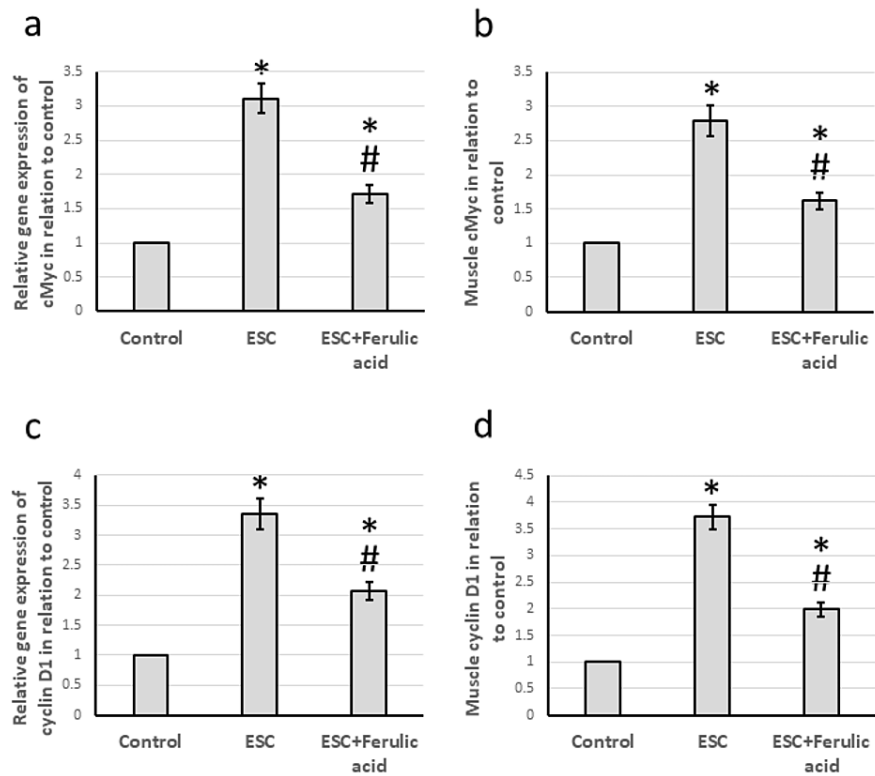 a
Relative gene expression of
cMyc in relation to control
3.5
3
2.5
2
1.5
1
0.5
0
*
*
#
Control
ESC
ESC+Ferulic
acid
b
Muscle cMyc in relation to
control
3.5
3
2.5
2
1.5
1
0.5
0
*
*
#
Control
ESC
ESC+Ferulic
acid
c
Relative gene expression of
cyclin D1 in relation to control
4
3.5
3
2.5
2
1.5
1
0.5
0
*
*
#
Control
ESC
ESC+Ferulic
acid
d
Muscle cyclin D1 in relation
to control
4.5
4
3.5
3
2.5
2
1.5
1
0.5
0
*
*
#
Control
ESC
ESC+Ferulic
acid